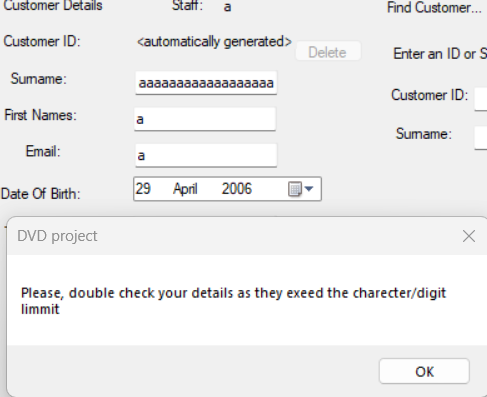 Customer Details Staff: a Find Customer...
Customer ID: <automatically generated> Delete Enter an ID or S
Surname: aaaaaaaaaaaaaaaaaa Customer ID:
First Names: a Surname:
Email: a
Date Of Birth: 29 April 2006
DVD project
Please, double check your details as they exeed the charecter/digit
limmit
OK